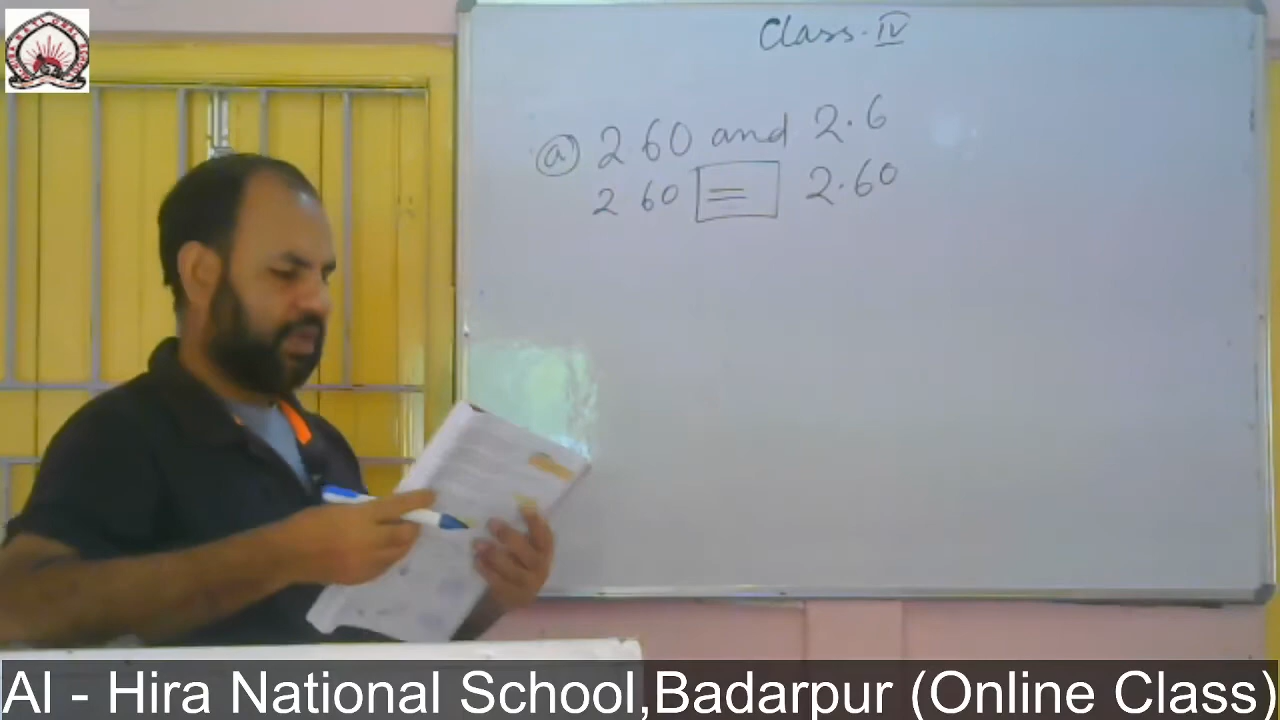 Class. IV
(a) 2 60 and 2.6
2 60 = 2.60
Al - Hira National School,Badarpur (Online Class)